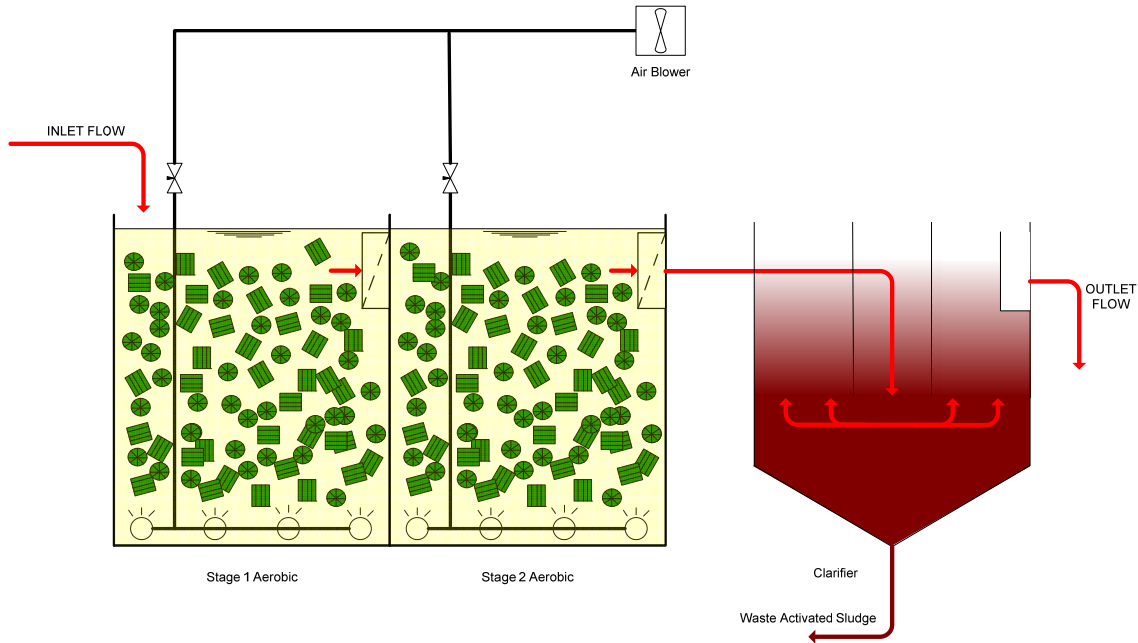 Air Blower
INLET FLOW
OUTLET
FLOW
Stage 1 Aerobic
Stage 2 Aerobic
Clarifier
Waste Activated Sludge